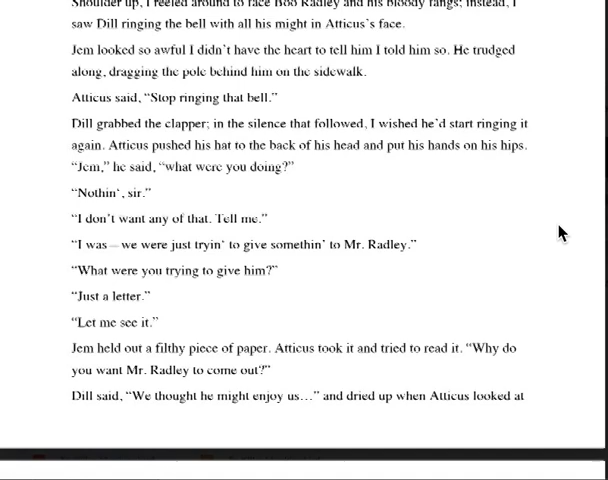 Shoulder up, I reeled around to face Boo Radley and his bloody fangs; instead, I
saw Dill ringing the bell with all his might in Atticus's face.
Jem looked so awful I didn't have the heart to tell him I told him so. He trudged
along, dragging the pole behind him on the sidewalk.
Atticus said, “Stop ringing that bell.”
Dill grabbed the clapper; in the silence that followed, I wished he'd start ringing it
again. Atticus pushed his hat to the back of his head and put his hands on his hips.
“Jem,” he said, “what were you doing?”
“Nothin‘, sir.”
“I don't want any of that. Tell me.”
“I was—we were just tryin‘ to give somethin’ to Mr. Radley.”
“What were you trying to give him?”
“Just a letter.”
“Let me see it.”
Jem held out a filthy piece of paper. Atticus took it and tried to read it. “Why do
you want Mr. Radley to come out?”
Dill said, “We thought he might enjoy us…” and dried up when Atticus looked at